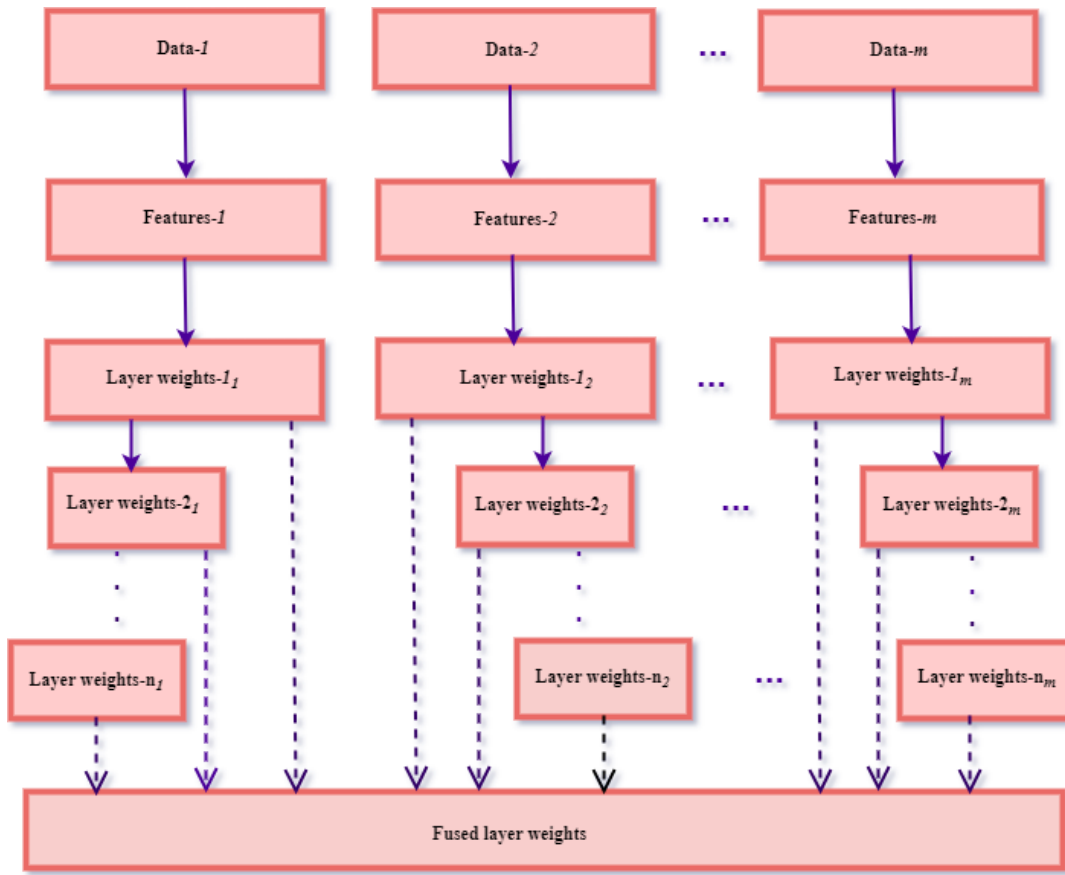 Data-1 Data-2 ... Data-m
Features-1 Features-2 ... Features-m
Layer weights-1₁ Layer weights-1₂ ... Layer weights-1ₘ
Layer weights-2₁ Layer weights-2₂ ... Layer weights-2ₘ
Layer weights-n₁ Layer weights-n₂ ... Layer weights-nₘ
Fused layer weights